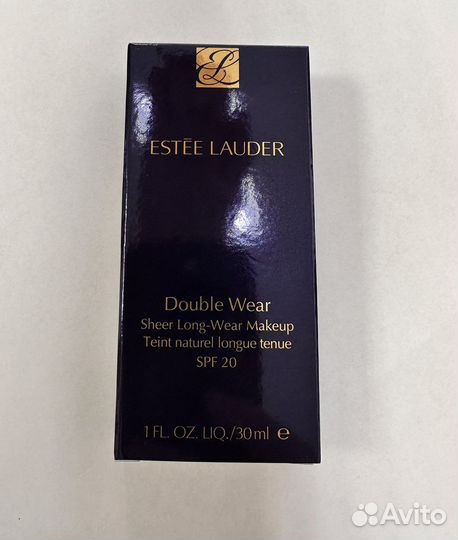 ESTĒE LAUDER
Double Wear
Sheer Long-Wear Makeup
Teint naturel longue tenue
SPF 20
1 FL. OZ. LIQ./30ml e
Avito